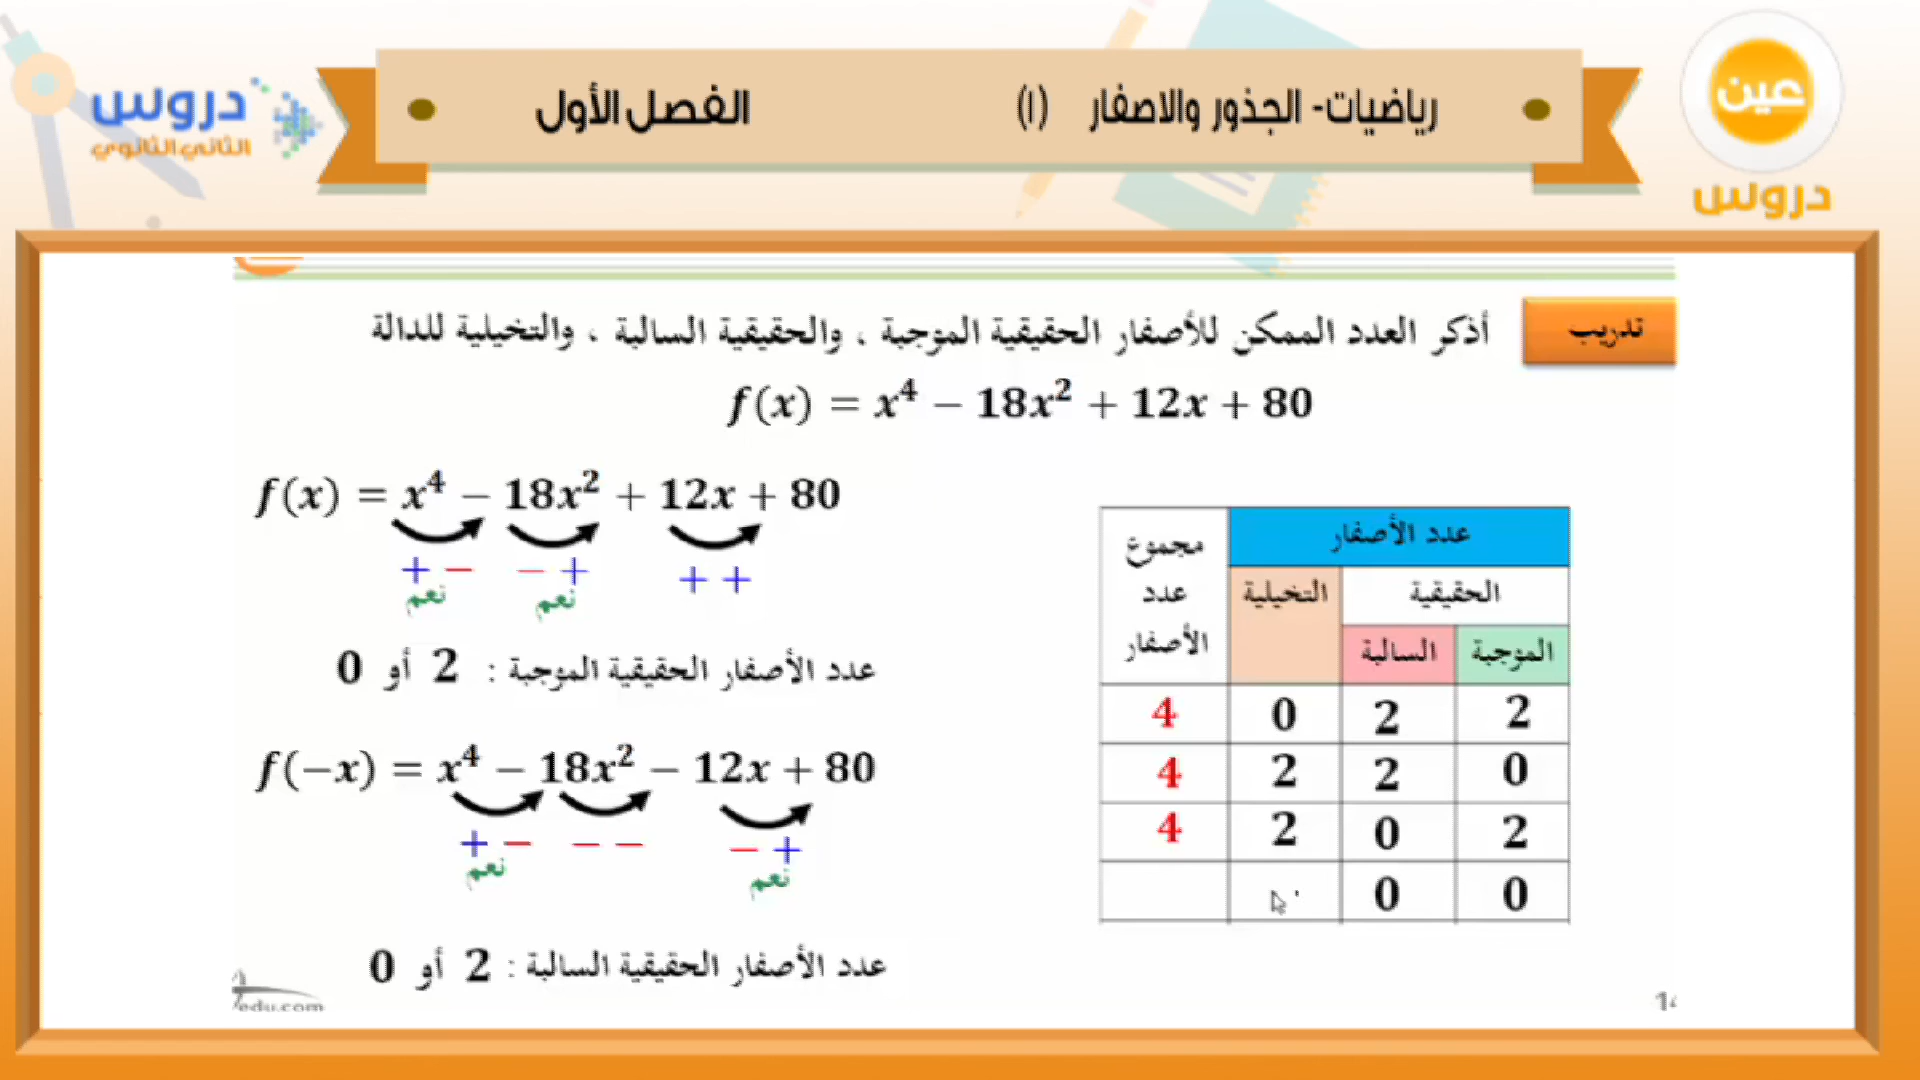 رياضيات- الجذور والاصفار (١) الفصل الأول
عين
دروس
دروس
الثاني الثانوي
تدريب
أذكر العدد الممكن للأصفار الحقيقية الموجبة ، والحقيقية السالبة ، والتخيلية للدالة
f(x) = x⁴ − 18x² + 12x + 80
f(x) = x⁴ − 18x² + 12x + 80
+ − − + + +
نعم نعم
عدد الأصفار الحقيقية الموجبة : 2 أو 0
f(−x) = x⁴ − 18x² − 12x + 80
+ − − − − +
نعم نعم
عدد الأصفار الحقيقية السالبة : 2 أو 0
عدد الأصفار مجموع عدد الأصفار
الحقيقية التخيلية
الموجبة السالبة
2 2 0 4
0 2 2 4
2 0 2 4
0 0
edu.com